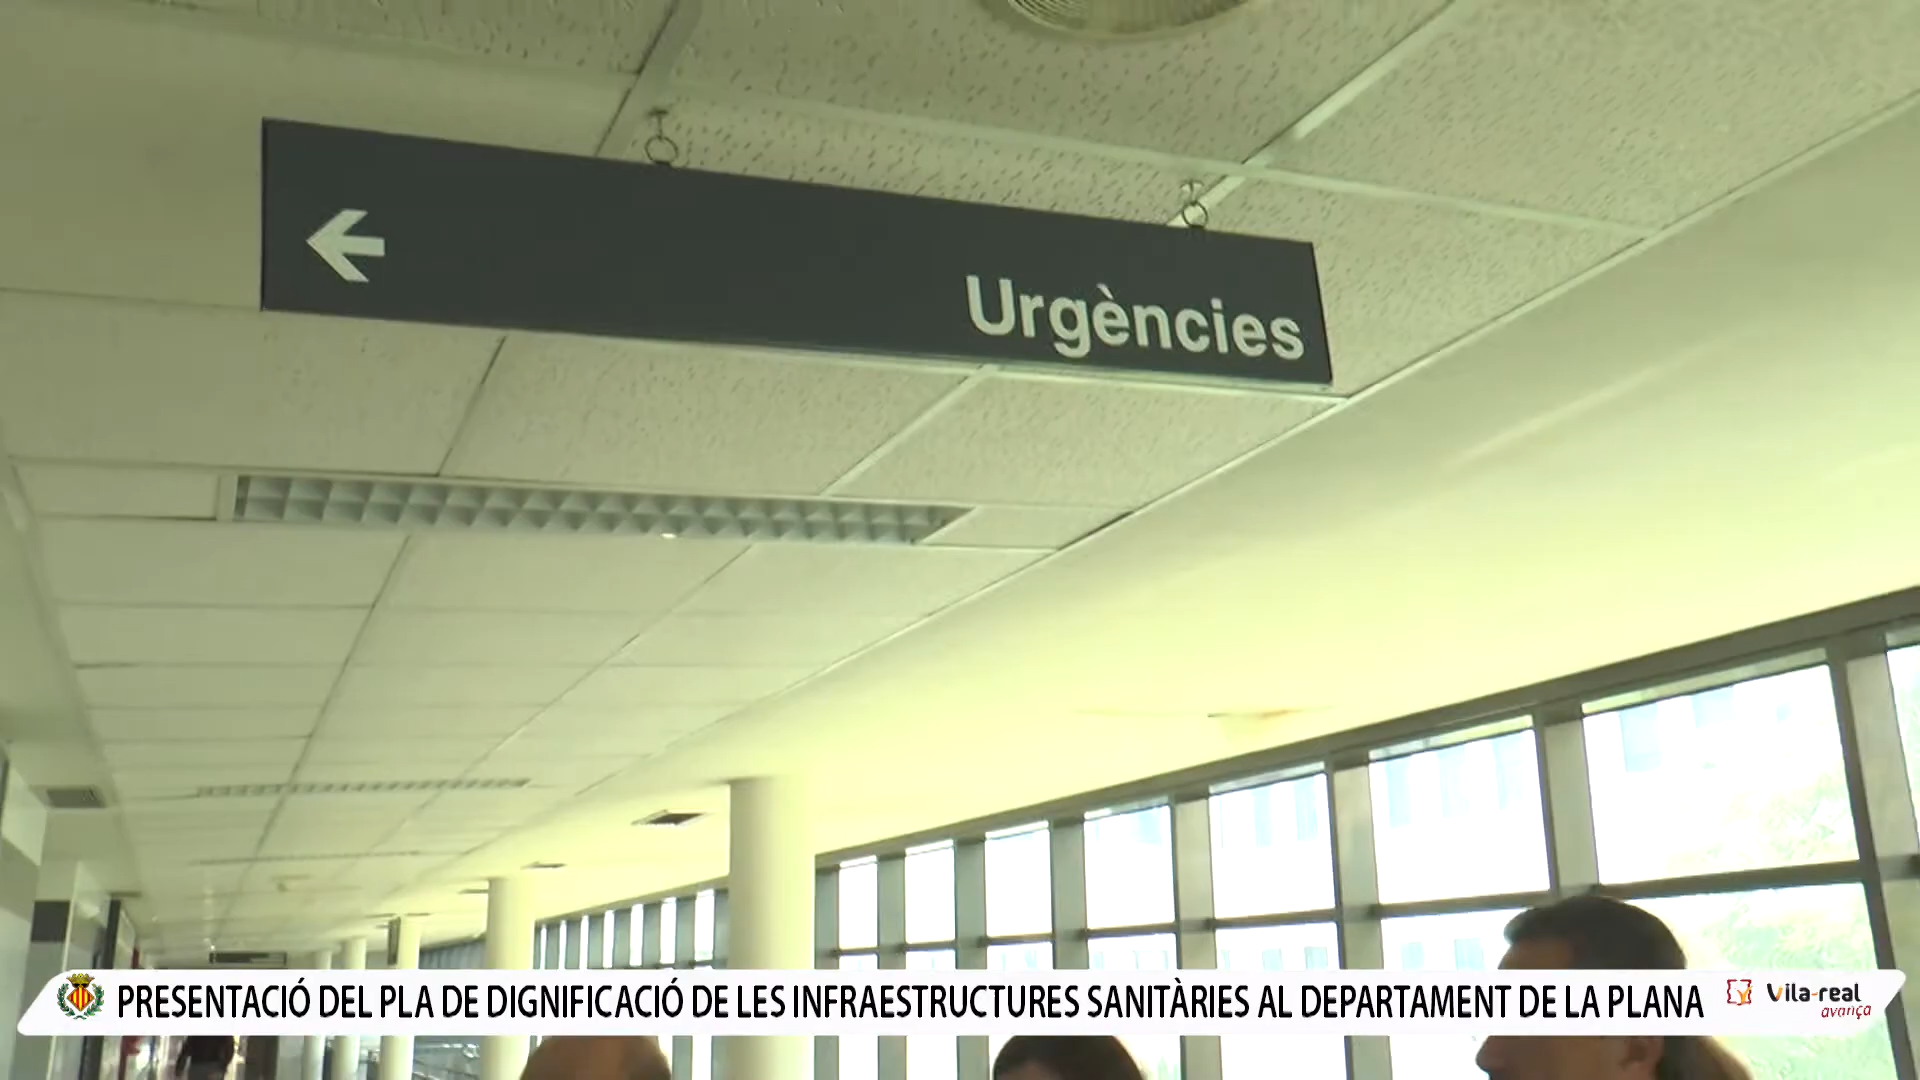 Urgències
PRESENTACIÓ DEL PLA DE DIGNIFICACIÓ DE LES INFRAESTRUCTURES SANITÀRIES AL DEPARTAMENT DE LA PLANA
Vila-real
avança